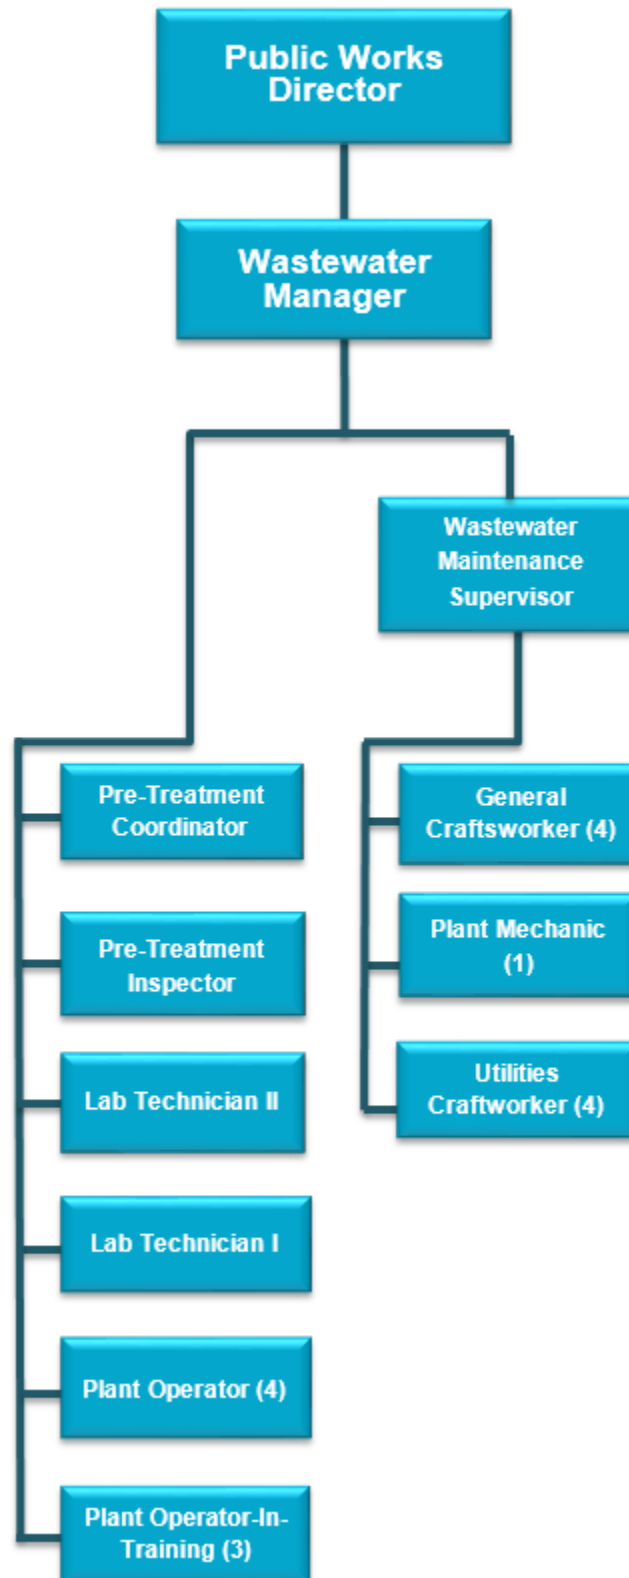 Public Works
Director
Wastewater
Manager
Wastewater
Maintenance
Supervisor
Pre-Treatment
Coordinator
Pre-Treatment
Inspector
Lab Technician II
Lab Technician I
Plant Operator (4)
Plant Operator-In-
Training (3)
General
Craftsworker (4)
Plant Mechanic
(1)
Utilities
Craftworker (4)